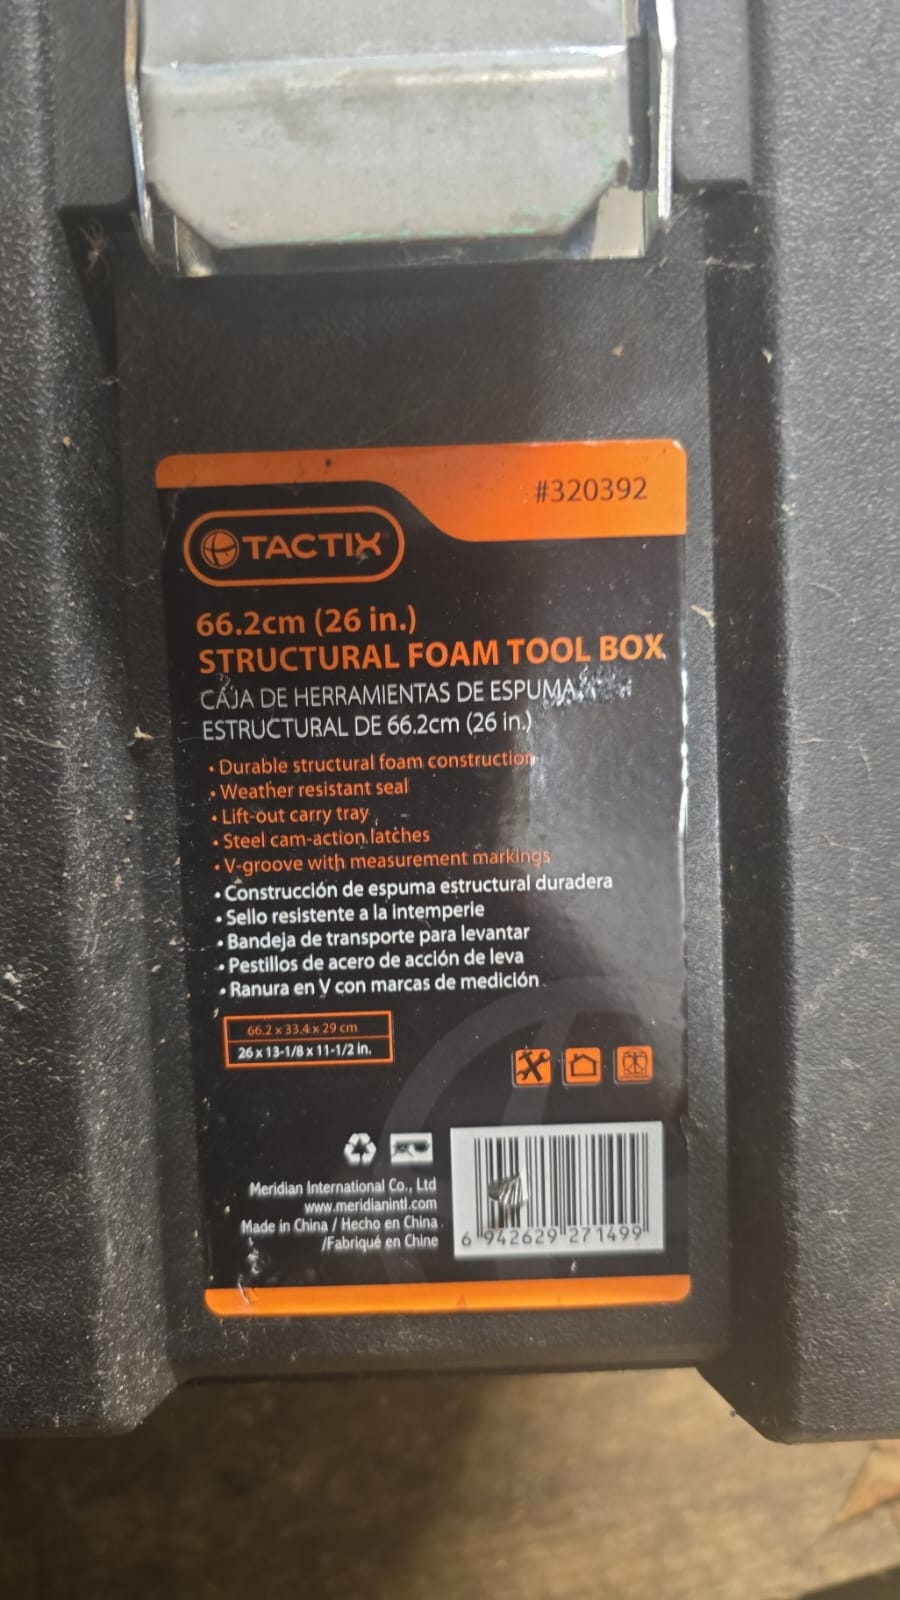 #320392
TACTIX
66.2cm (26 in.)
STRUCTURAL FOAM TOOL BOX
CAJA DE HERRAMIENTAS DE ESPUMA
ESTRUCTURAL DE 66.2cm (26 in.)
• Durable structural foam construction
• Weather resistant seal
• Lift-out carry tray
• Steel cam-action latches
• V-groove with measurement markings
• Construcción de espuma estructural duradera
• Sello resistente a la intemperie
• Bandeja de transporte para levantar
• Pestillos de acero de acción de leva
• Ranura en V con marcas de medición
66.2 x 33.4 x 29 cm
26 x 13-1/8 x 11-1/2 in.
Meridian International Co., Ltd
www.meridianintl.com
Made in China / Hecho en China
/Fabriqué en Chine
6 942629 271499